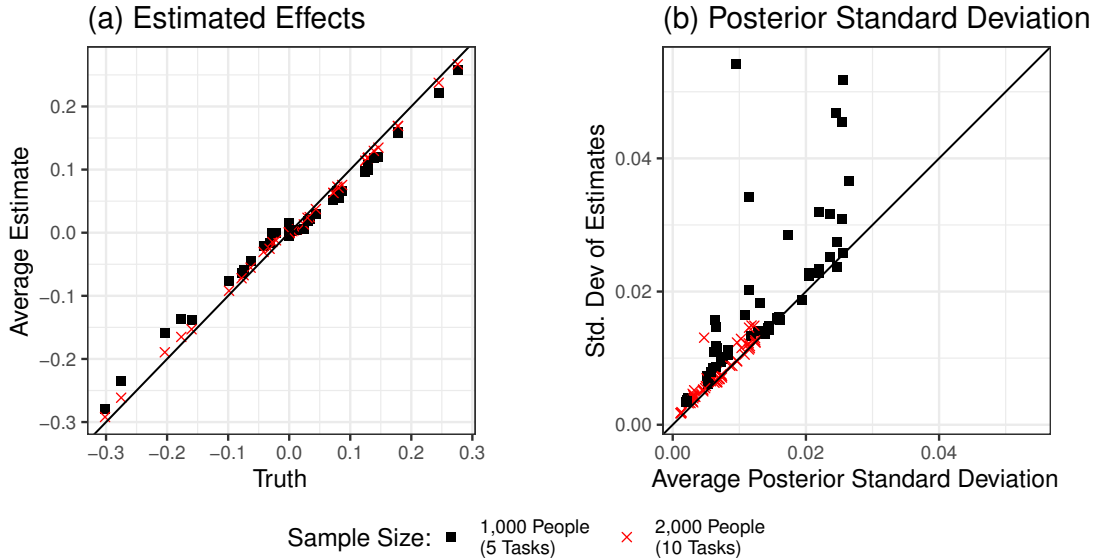 (a) Estimated Effects
(b) Posterior Standard Deviation
Average Estimate
0.2
0.1
0.0
−0.1
−0.2
−0.3
−0.3 −0.2 −0.1 0.0 0.1 0.2 0.3
Truth
Std. Dev of Estimates
0.04
0.02
0.00
0.00 0.02 0.04
Average Posterior Standard Deviation
Sample Size:
1,000 People
(5 Tasks)
2,000 People
(10 Tasks)